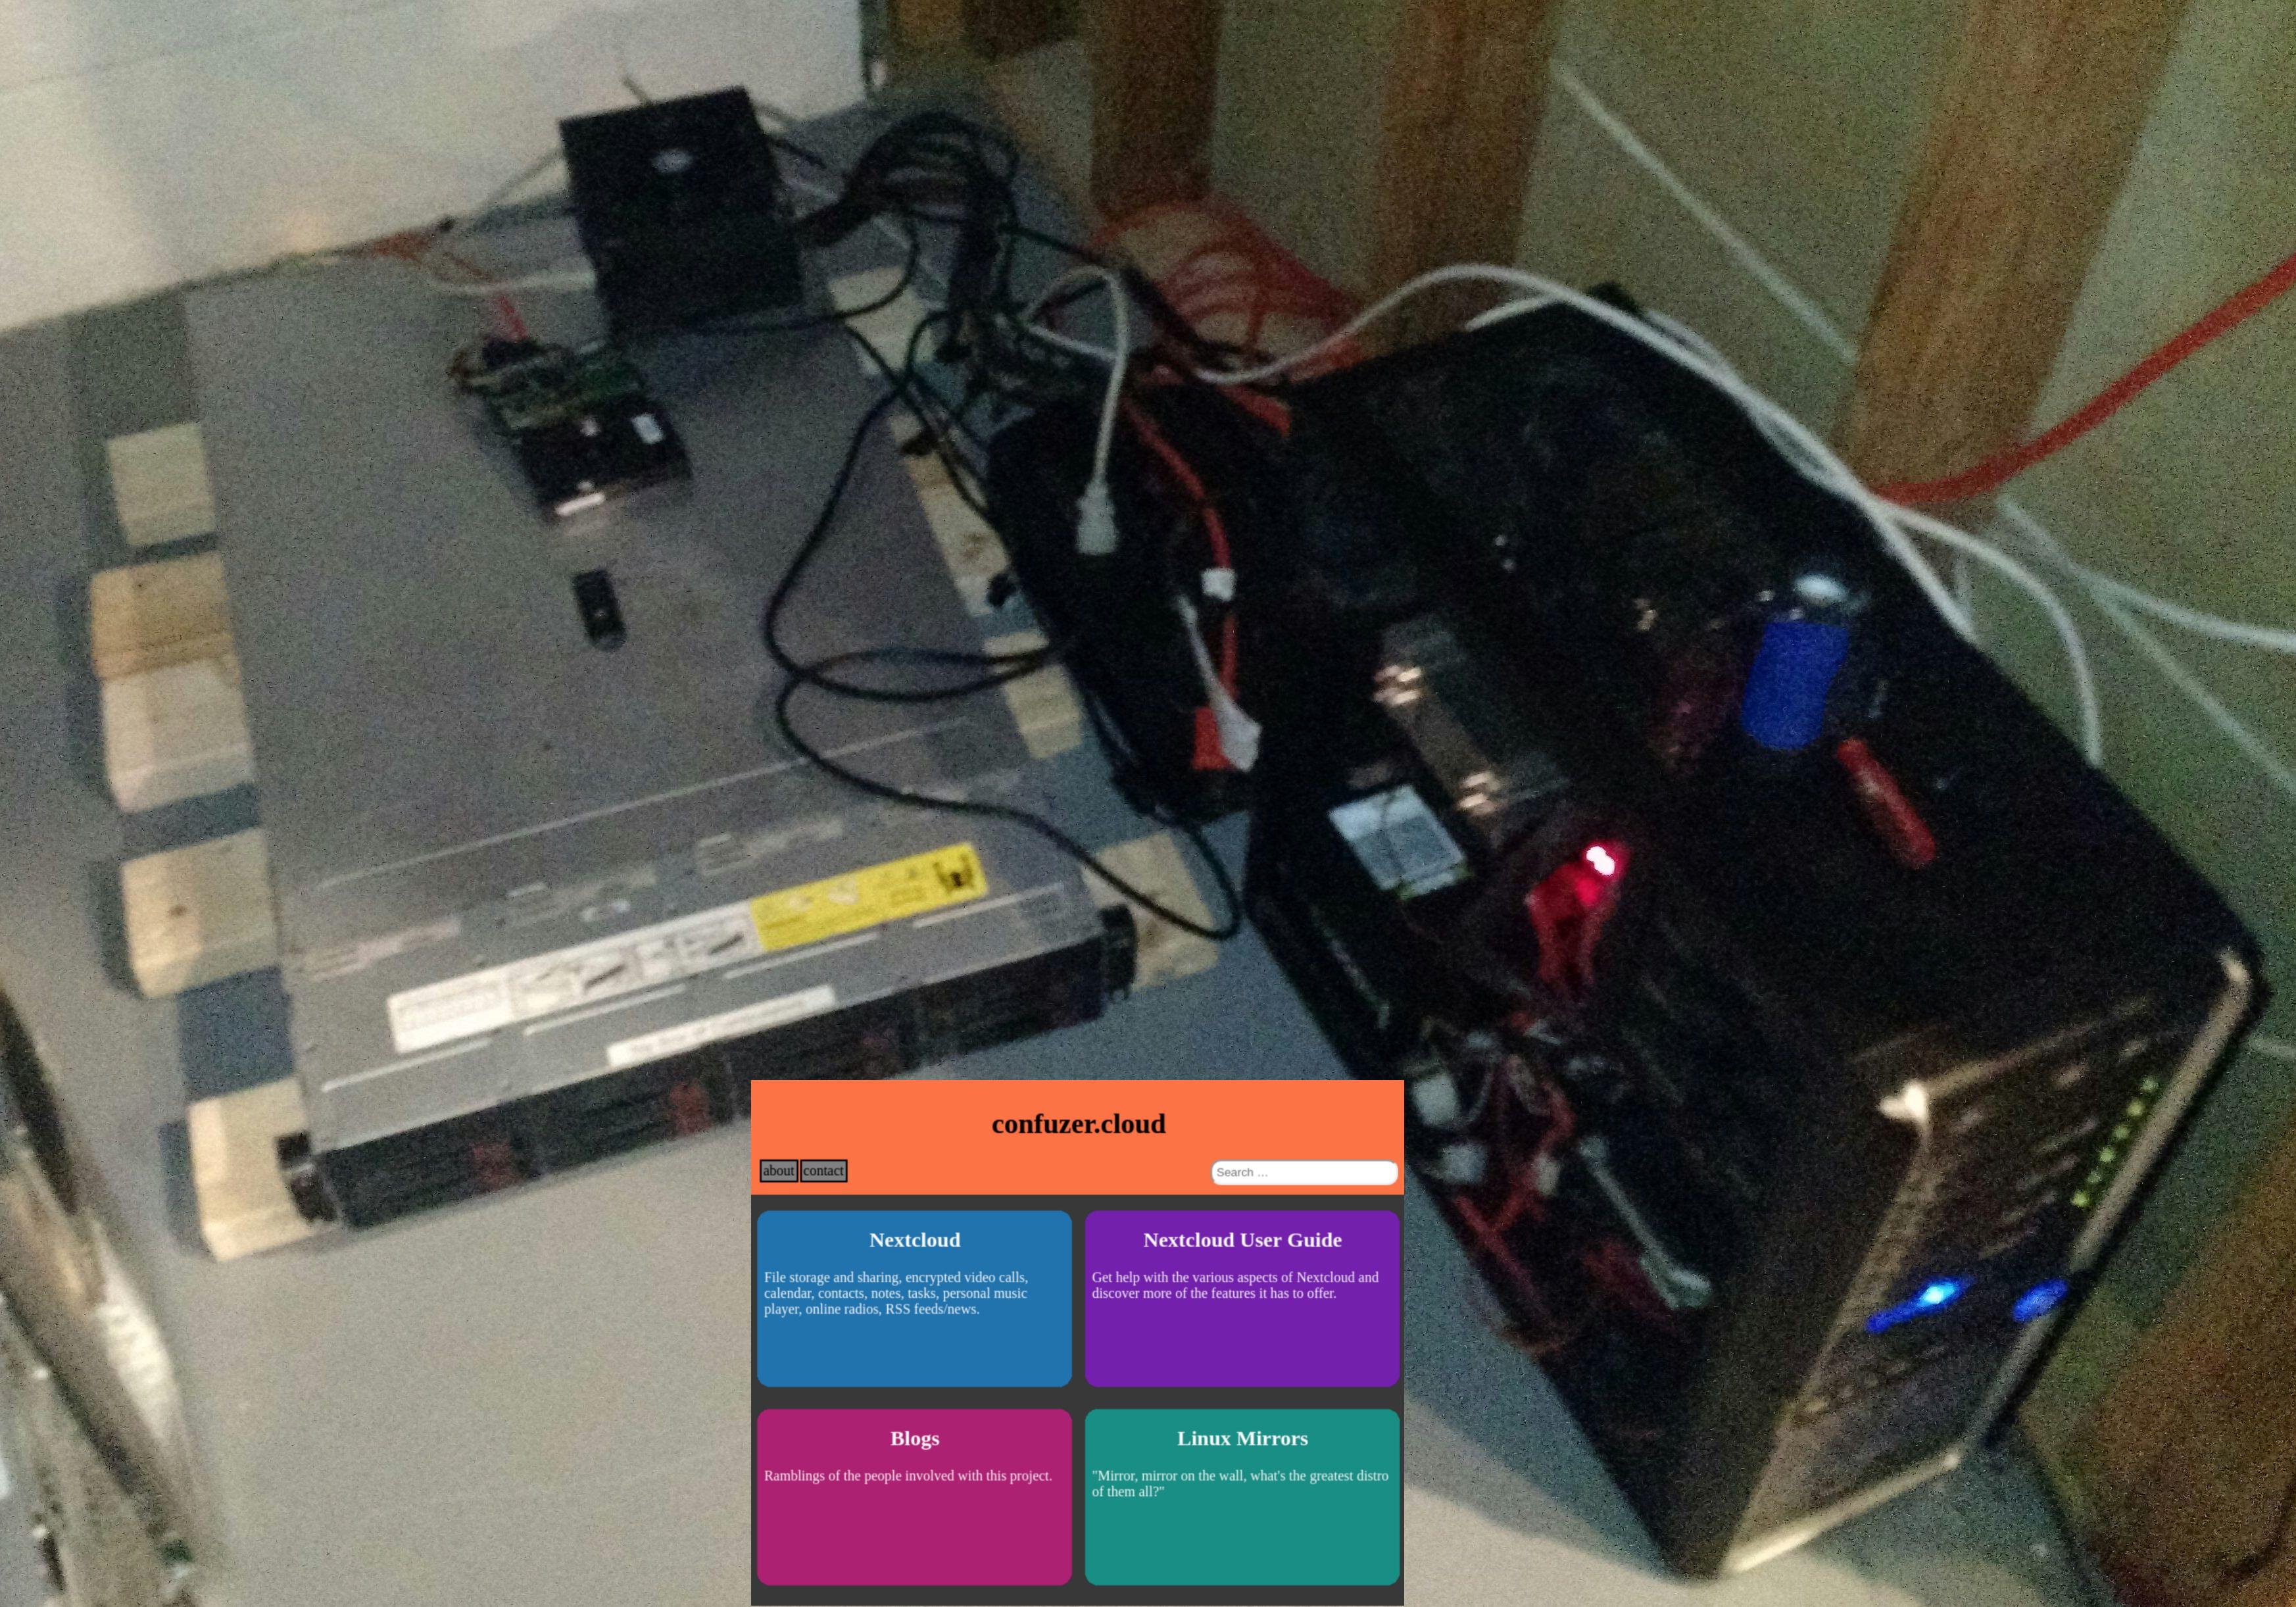 confuzer.cloud
about contact Search …
Nextcloud
File storage and sharing, encrypted video calls,
calendar, contacts, notes, tasks, personal music
player, online radios, RSS feeds/news.
Nextcloud User Guide
Get help with the various aspects of Nextcloud and
discover more of the features it has to offer.
Blogs
Ramblings of the people involved with this project.
Linux Mirrors
"Mirror, mirror on the wall, what's the greatest distro
of them all?"